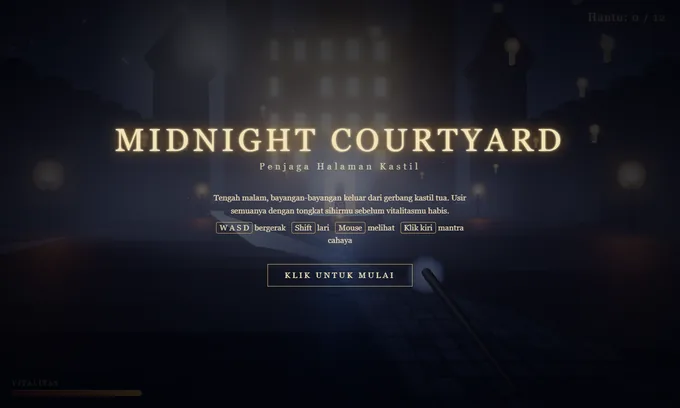 Hantu: 0 / 12
MIDNIGHT COURTYARD
Penjaga Halaman Kastil
Tengah malam, bayangan-bayangan keluar dari gerbang kastil tua. Usir
semuanya dengan tongkat sihirmu sebelum vitalitasmu habis.
W A S D bergerak Shift lari Mouse melihat Klik kiri mantra
cahaya
KLIK UNTUK MULAI
VITALITAS